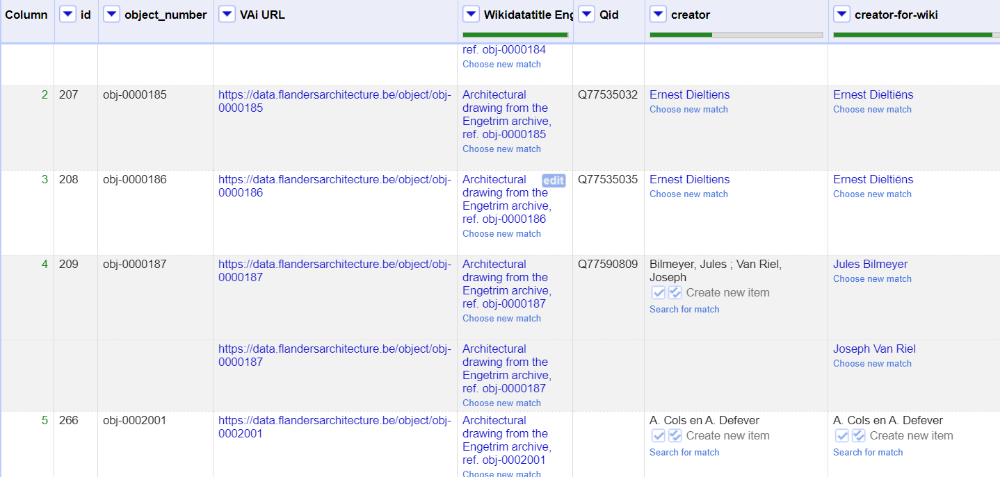 Column id object_number VAi URL Wikidatatitle Eng Qid creator creator-for-wiki
ref. obj-0000184
Choose new match
2 207 obj-0000185 https://data.flandersarchitecture.be/object/obj- Architectural Q77535032 Ernest Dieltiens Ernest Dieltiëns
0000185 drawing from the Choose new match Choose new match
Engetrim archive,
ref. obj-0000185
Choose new match
3 208 obj-0000186 https://data.flandersarchitecture.be/object/obj- Architectural edit Q77535035 Ernest Dieltiens Ernest Dieltiëns
0000186 drawing from the Choose new match Choose new match
Engetrim archive,
ref. obj-0000186
Choose new match
4 209 obj-0000187 https://data.flandersarchitecture.be/object/obj- Architectural Q77590809 Bilmeyer, Jules ; Van Riel, Jules Bilmeyer
0000187 drawing from the Joseph Choose new match
Engetrim archive, Create new item
ref. obj-0000187 Search for match
Choose new match
https://data.flandersarchitecture.be/object/obj- Architectural Joseph Van Riel
0000187 drawing from the Choose new match
Engetrim archive,
ref. obj-0000187
Choose new match
5 266 obj-0002001 https://data.flandersarchitecture.be/object/obj- Architectural A. Cols en A. Defever A. Cols en A. Defever
0002001 drawing from the Create new item Create new item
Engetrim archive, Search for match Search for match
ref. obj-0002001
Choose new match